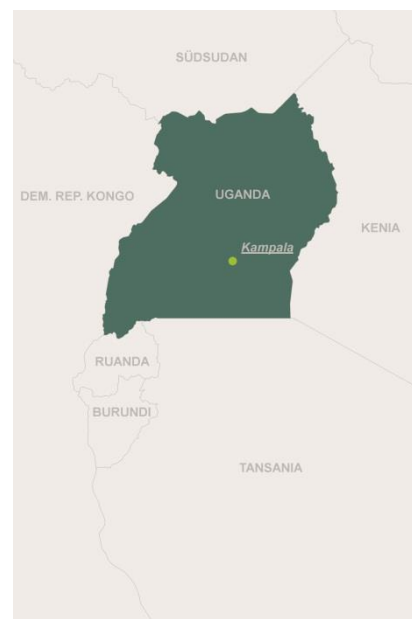 SÜDSUDAN
DEM. REP. KONGO
UGANDA
Kampala
KENIA
RUANDA
BURUNDI
TANSANIA